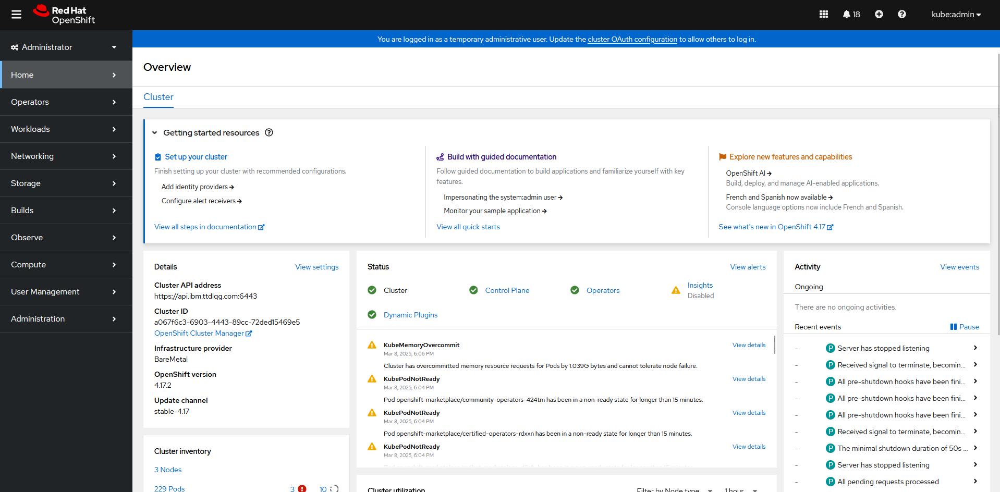 Red Hat
OpenShift
18
kube:admin
You are logged in as a temporary administrative user. Update the cluster OAuth configuration to allow others to log in.
Administrator
Home
Operators
Workloads
Networking
Storage
Builds
Observe
Compute
User Management
Administration
Overview
Cluster
Getting started resources
Set up your cluster
Finish setting up your cluster with recommended configurations.
Add identity providers
Configure alert receivers
View all steps in documentation
Build with guided documentation
Follow guided documentation to build applications and familiarize yourself with key
features.
Impersonating the system:admin user
Monitor your sample application
View all quick starts
Explore new features and capabilities
OpenShift AI
Build, deploy, and manage AI-enabled applications.
French and Spanish now available
Console language options now include French and Spanish.
See what's new in OpenShift 4.17
Details
View settings
Cluster API address
https://api.ibm.ttdlqg.com:6443
Cluster ID
a067f6c3-6903-4443-89cc-72ded15469e5
OpenShift Cluster Manager
Infrastructure provider
BareMetal
OpenShift version
4.17.2
Update channel
stable-4.17
Cluster inventory
3 Nodes
229 Pods
3
10
Status
View alerts
Cluster
Control Plane
Operators
Insights
Disabled
Dynamic Plugins
KubeMemoryOvercommit
View details
Mar 8, 2025, 6:06 PM
Cluster has overcommitted memory resource requests for Pods by 1.039G bytes and cannot tolerate node failure.
KubePodNotReady
View details
Mar 8, 2025, 6:04 PM
Pod openshift-marketplace/community-operators-424tm has been in a non-ready state for longer than 15 minutes.
KubePodNotReady
View details
Mar 8, 2025, 6:04 PM
Pod openshift-marketplace/certified-operators-rdxxn has been in a non-ready state for longer than 15 minutes.
KubePodNotReady
View details
Mar 8, 2025, 6:04 PM
Cluster utilization
Filter by Node type
1 hour
Activity
View events
Ongoing
There are no ongoing activities.
Recent events
Pause
- P Server has stopped listening
- P Received signal to terminate, becomin...
- P All pre-shutdown hooks have been fini...
- P All pre-shutdown hooks have been fini...
- P All pre-shutdown hooks have been fini...
- P Received signal to terminate, becomin...
- P The minimal shutdown duration of 50s ...
- P Server has stopped listening
- P All pending requests processed